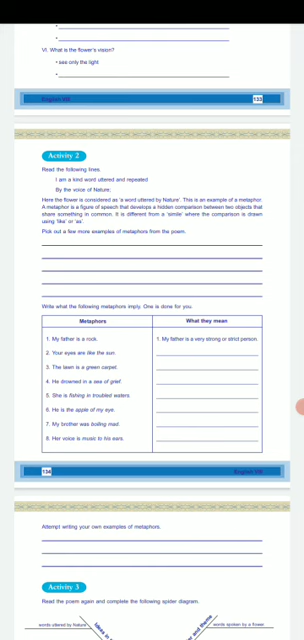 VI. What is the flower's vision?
• see only the light
English VIII
133
Activity 2
Read the following lines.
I am a kind word uttered and repeated
By the voice of Nature;
Here the flower is considered as 'a word uttered by Nature'. This is an example of a metaphor.
A metaphor is a figure of speech that develops a hidden comparison between two objects that
share something in common. It is different from a 'simile' where the comparison is drawn
using 'like' or 'as'.
Pick out a few more examples of metaphors from the poem.
Write what the following metaphors imply. One is done for you.
Metaphors
What they mean
1. My father is a rock.
1. My father is a very strong or strict person.
2. Your eyes are like the sun.
3. The lawn is a green carpet.
4. He drowned in a sea of grief.
5. She is fishing in troubled waters.
6. He is the apple of my eye.
7. My brother was boiling mad.
8. Her voice is music to his ears.
134
English VIII
Attempt writing your own examples of metaphors.
Activity 3
Read the poem again and complete the following spider diagram.
words uttered by Nature
words spoken by a flower